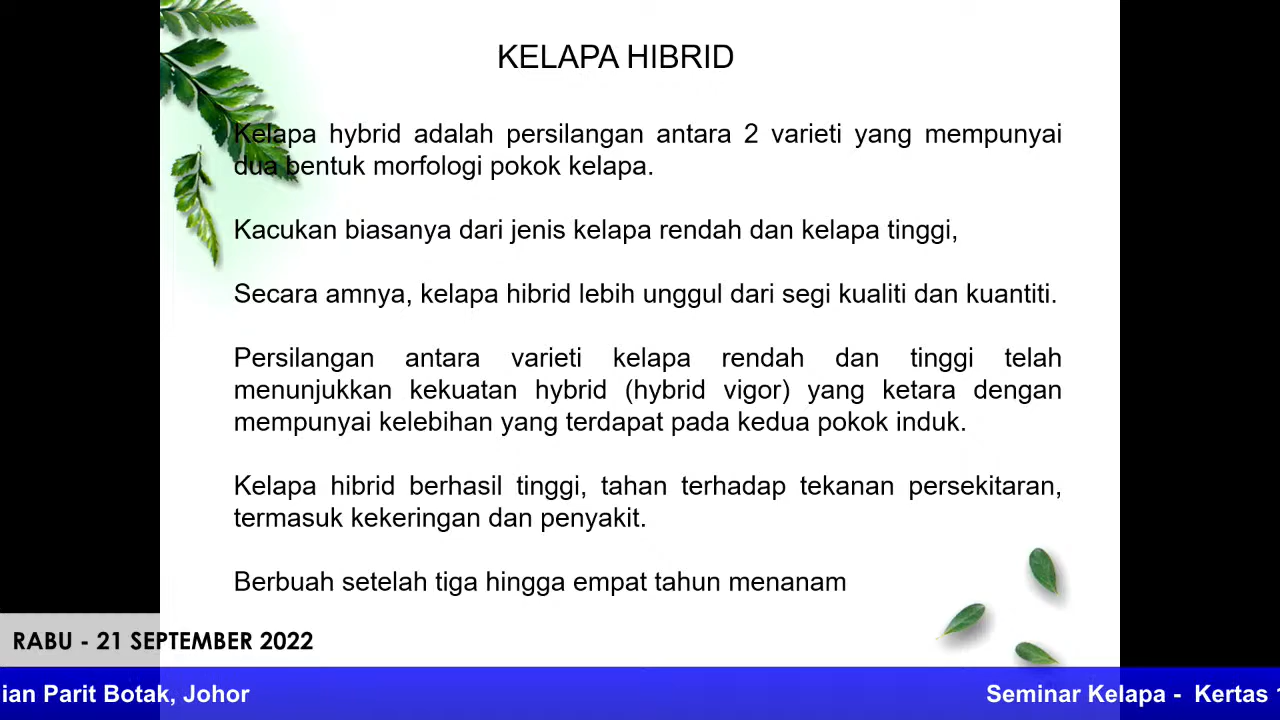 KELAPA HIBRID
Kelapa hybrid adalah persilangan antara 2 varieti yang mempunyai
dua bentuk morfologi pokok kelapa.
Kacukan biasanya dari jenis kelapa rendah dan kelapa tinggi,
Secara amnya, kelapa hibrid lebih unggul dari segi kualiti dan kuantiti.
Persilangan antara varieti kelapa rendah dan tinggi telah
menunjukkan kekuatan hybrid (hybrid vigor) yang ketara dengan
mempunyai kelebihan yang terdapat pada kedua pokok induk.
Kelapa hibrid berhasil tinggi, tahan terhadap tekanan persekitaran,
termasuk kekeringan dan penyakit.
Berbuah setelah tiga hingga empat tahun menanam
RABU - 21 SEPTEMBER 2022
ian Parit Botak, Johor
Seminar Kelapa - Kertas